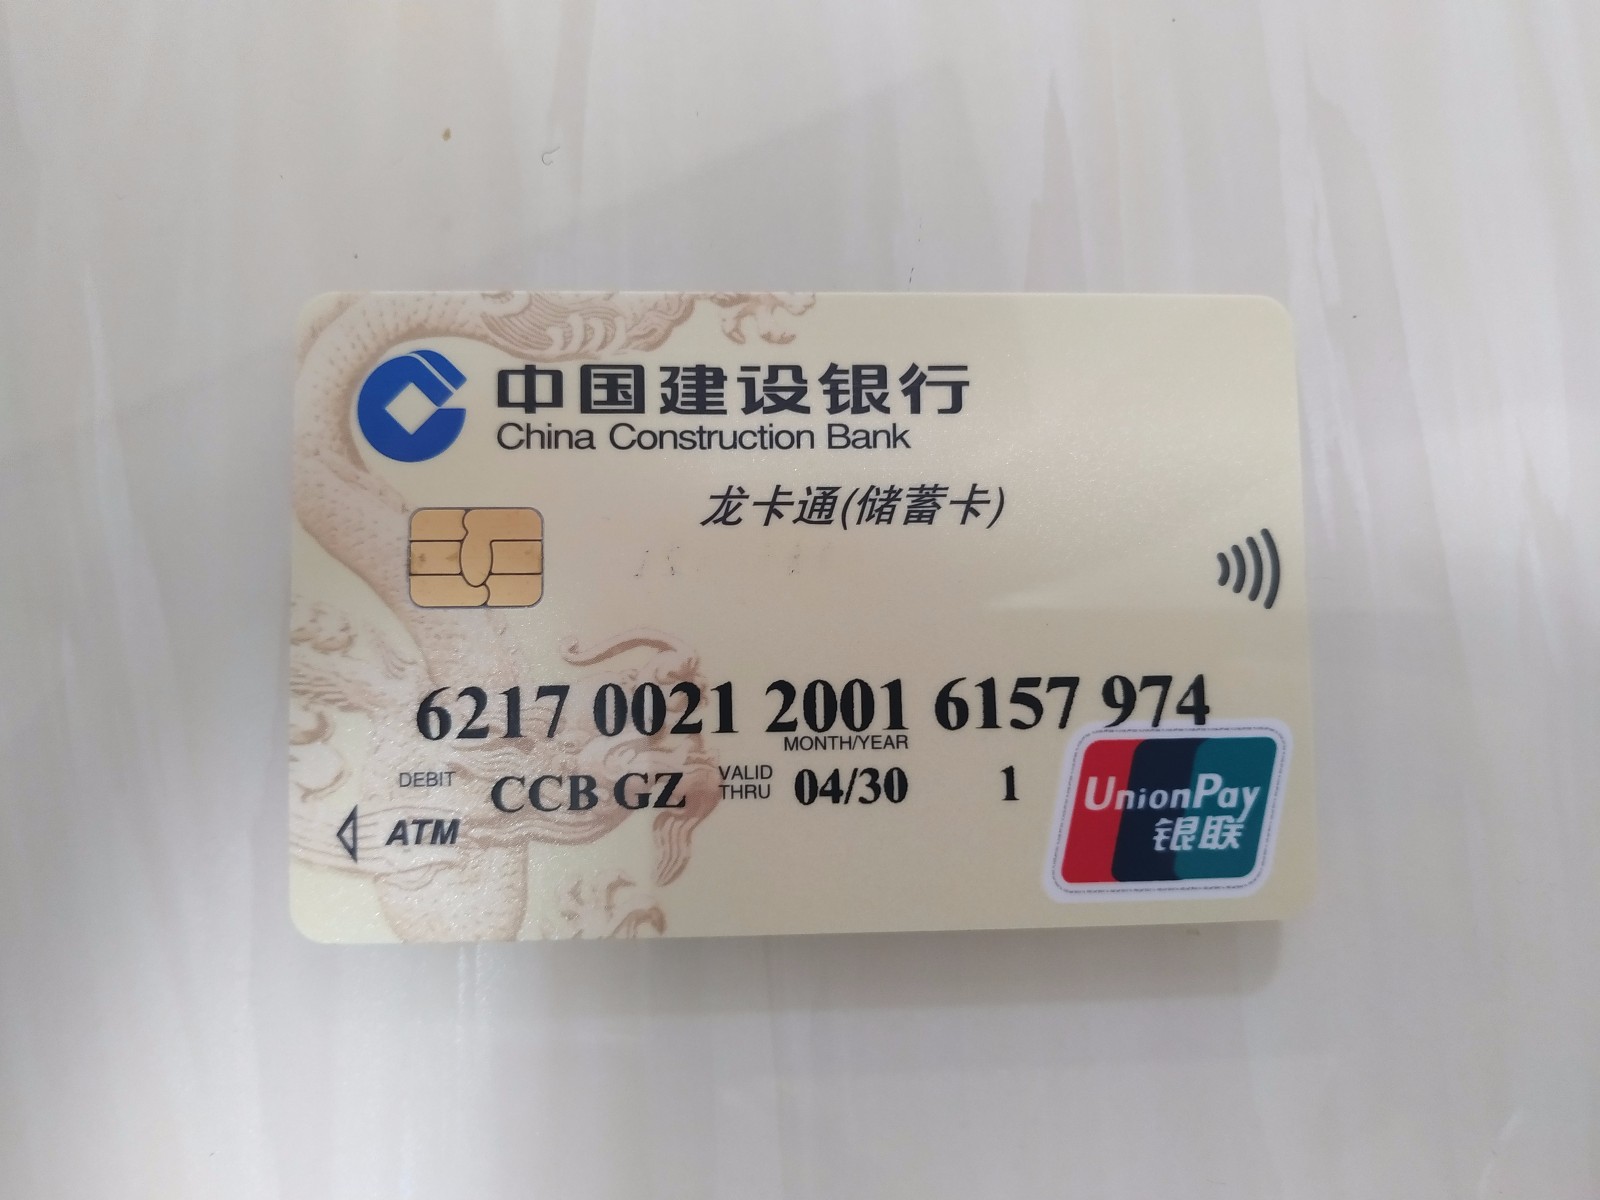 中国建设银行
China Construction Bank
龙卡通(储蓄卡)
6217 0021 2001 6157 974
MONTH/YEAR
DEBIT CCB GZ VALID THRU 04/30 1
ATM
UnionPay
银联